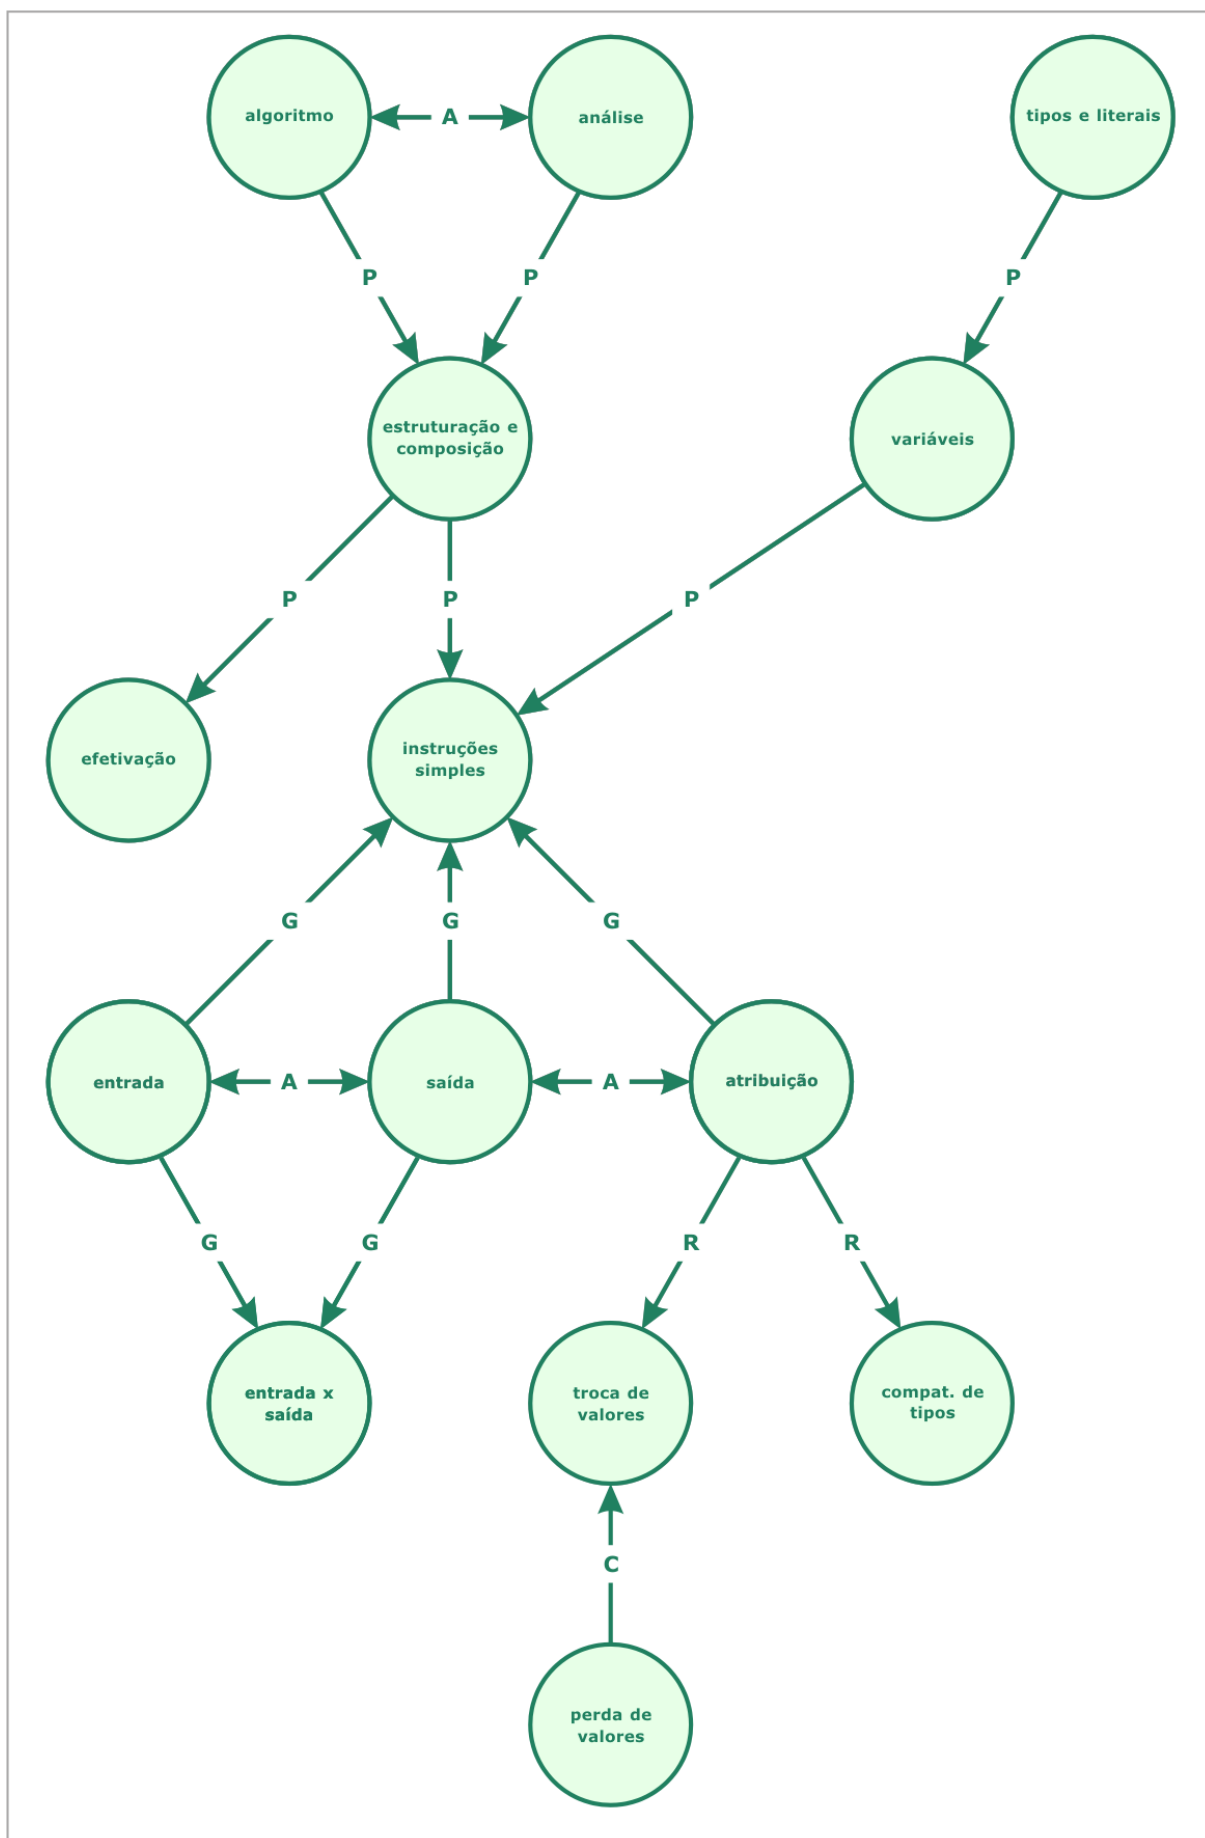 algoritmo
A
análise
tipos e literais
P
P
P
estruturação e
composição
variáveis
P
P
P
efetivação
instruções
simples
G
G
G
entrada
A
saída
A
atribuição
G
G
R
R
entrada x
saída
troca de
valores
compat. de
tipos
C
perda de
valores